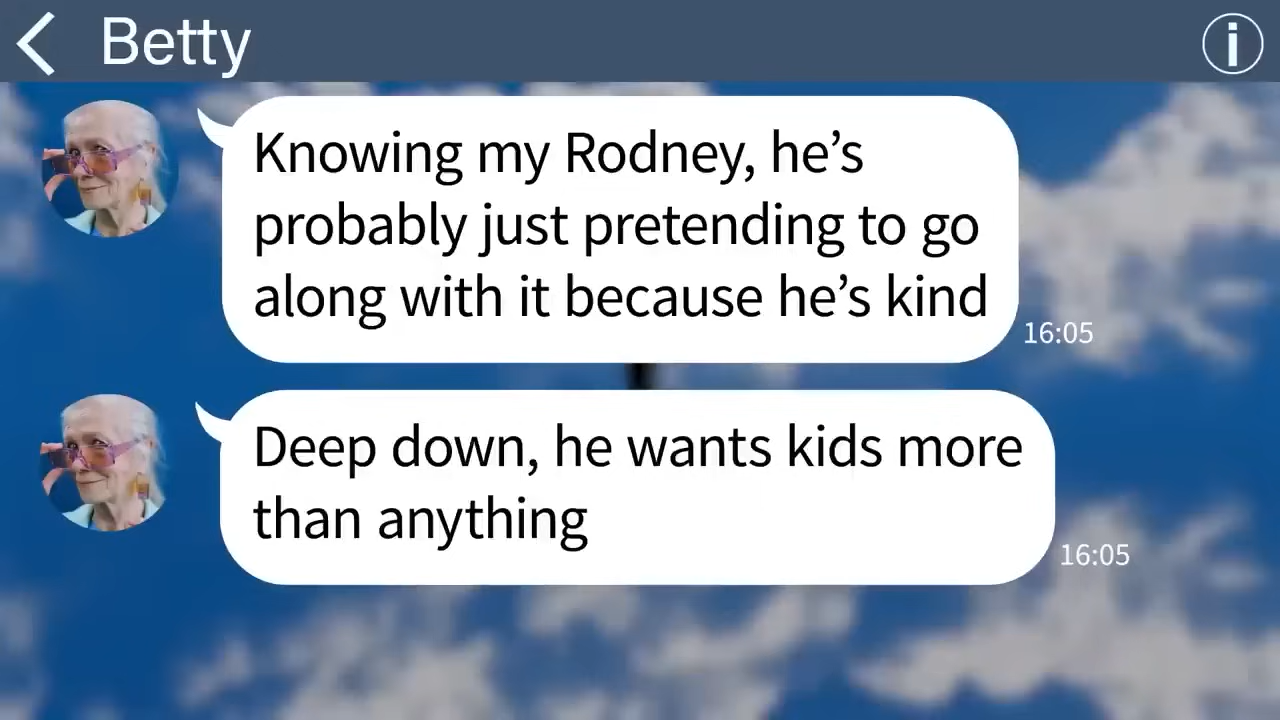 Betty
Knowing my Rodney, he’s
probably just pretending to go
along with it because he’s kind
16:05
Deep down, he wants kids more
than anything
16:05